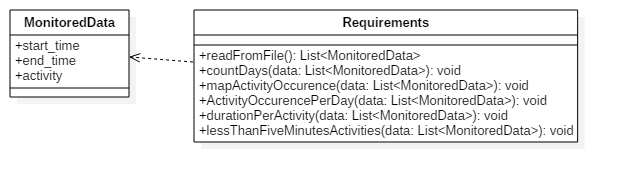 MonitoredData
+start_time
+end_time
+activity
Requirements
+readFromFile(): List<MonitoredData>
+countDays(data: List<MonitoredData>): void
+mapActivityOccurence(data: List<MonitoredData>): void
+ActivityOccurencePerDay(data: List<MonitoredData>): void
+durationPerActivity(data: List<MonitoredData>): void
+lessThanFiveMinutesActivities(data: List<MonitoredData>): void